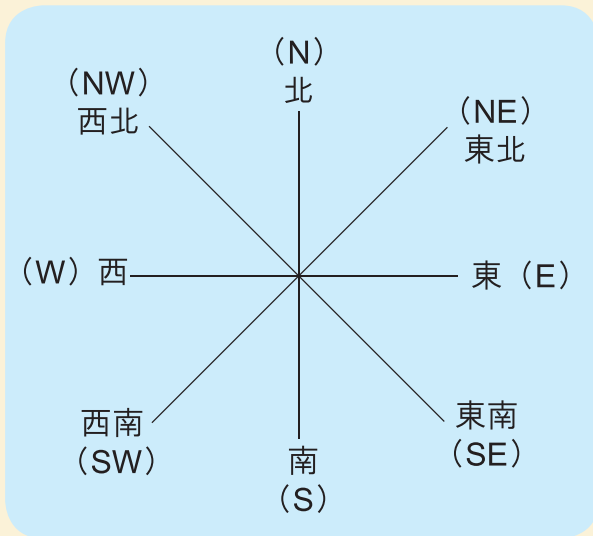 （N）
北
（NW）
西北
（NE）
東北
（W）西
東（E）
西南
（SW）
東南
（SE）
南
（S）